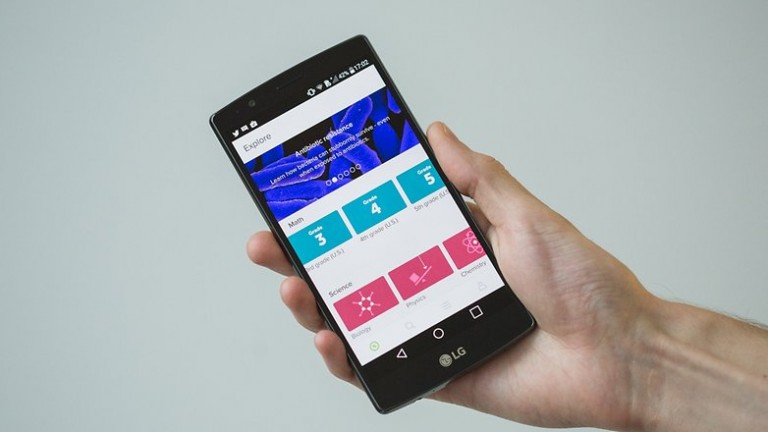 42% 17:02
Explore
Antibiotic resistance
Learn how bacteria can stubbornly survive - even
when exposed to antibiotics.
Math
Grade
3
Grade
4
Grade
5
3rd grade (U.S.)
4th grade (U.S.)
5th grade (U.S.)
Science
Biology
Physics
Chemistry
LG